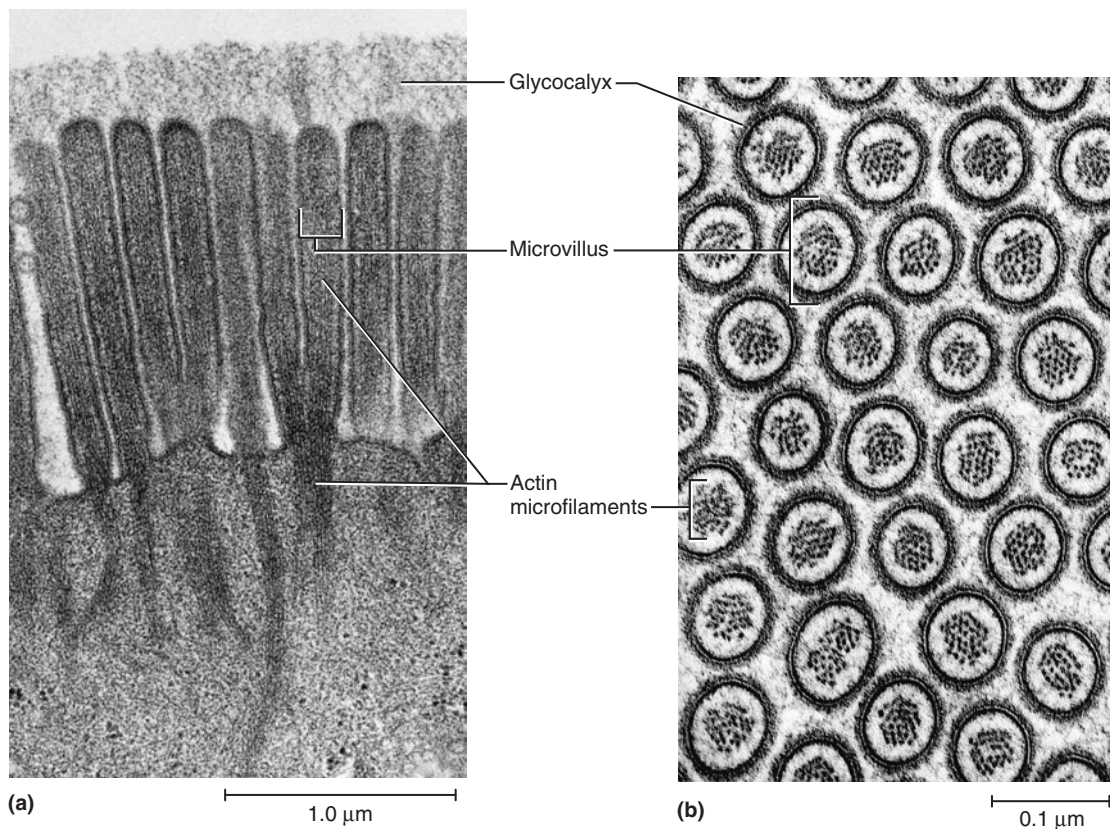 Glycocalyx
Microvillus
Actin
microfilaments
(a)
1.0 μm
(b)
0.1 μm